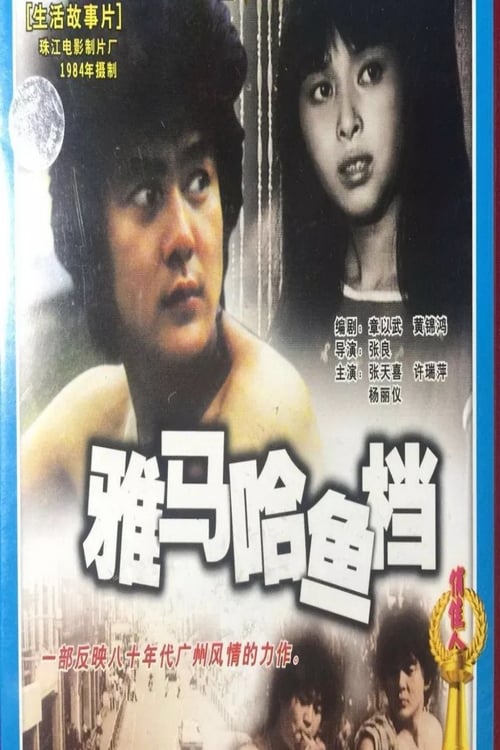 [生活故事片]
珠江电影制片厂
1984年摄制
编剧：章以武 黄锦鸿
导演：张良
主演：张天喜 许瑞萍
杨丽仪
雅马哈鱼档
一部反映八十年代广州风情的力作。
俏佳人